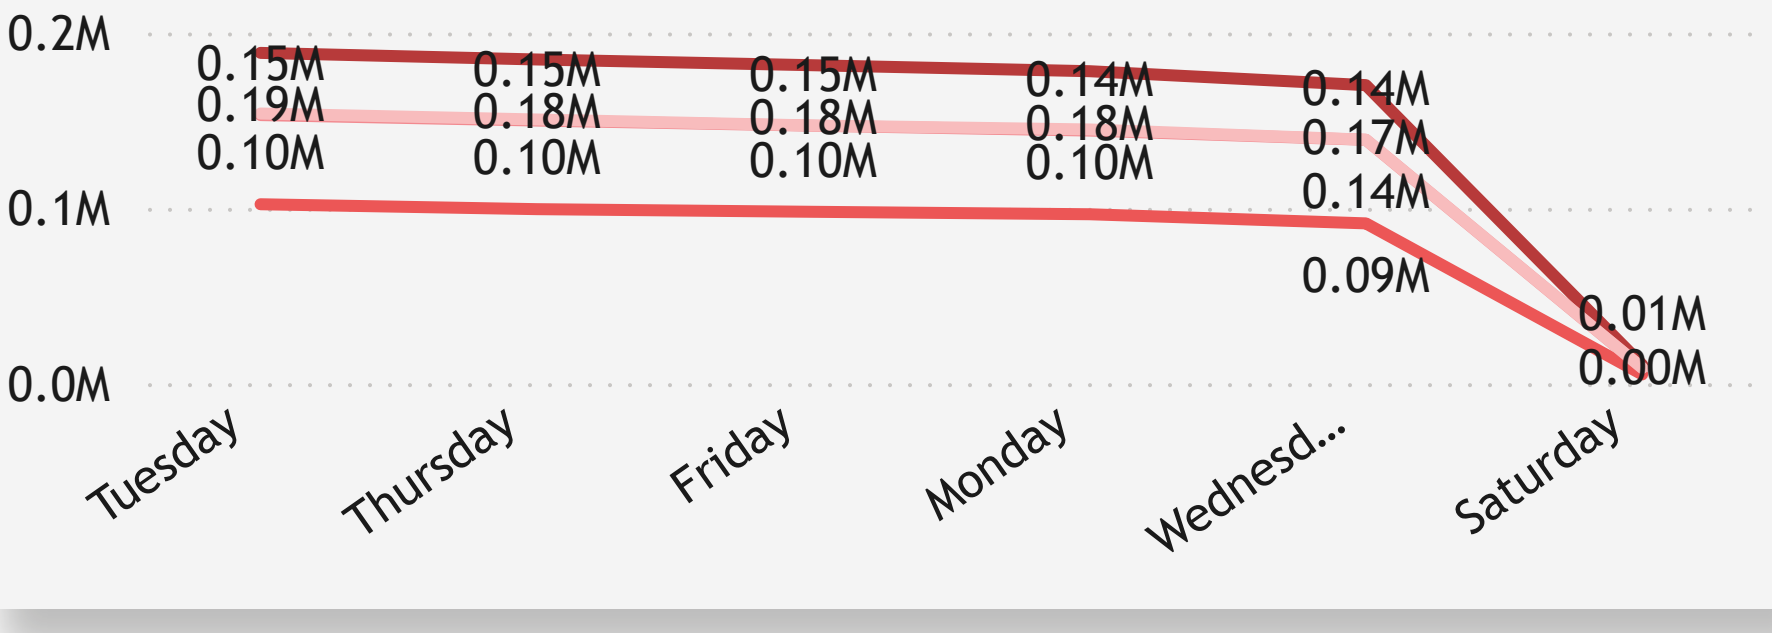 0.2M
0.15M 0.15M 0.15M 0.14M 0.14M
0.19M 0.18M 0.18M 0.18M 0.17M
0.10M 0.10M 0.10M 0.10M 0.14M
0.1M
0.09M
0.01M
0.00M
0.0M
Tuesday Thursday Friday Monday Wednesd... Saturday